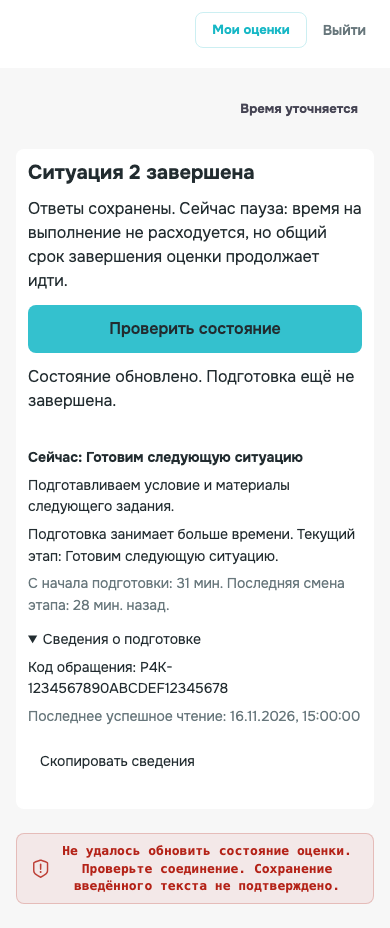 Мои оценки
Выйти
Время уточняется
Ситуация 2 завершена
Ответы сохранены. Сейчас пауза: время на
выполнение не расходуется, но общий
срок завершения оценки продолжает
идти.
Проверить состояние
Состояние обновлено. Подготовка ещё не
завершена.
Сейчас: Готовим следующую ситуацию
Подготавливаем условие и материалы
следующего задания.
Подготовка занимает больше времени. Текущий
этап: Готовим следующую ситуацию.
С начала подготовки: 31 мин. Последняя смена
этапа: 28 мин. назад.
▼ Сведения о подготовке
Код обращения: P4K-
1234567890ABCDEF12345678
Последнее успешное чтение: 16.11.2026, 15:00:00
Скопировать сведения
Не удалось обновить состояние оценки.
Проверьте соединение. Сохранение
введённого текста не подтверждено.